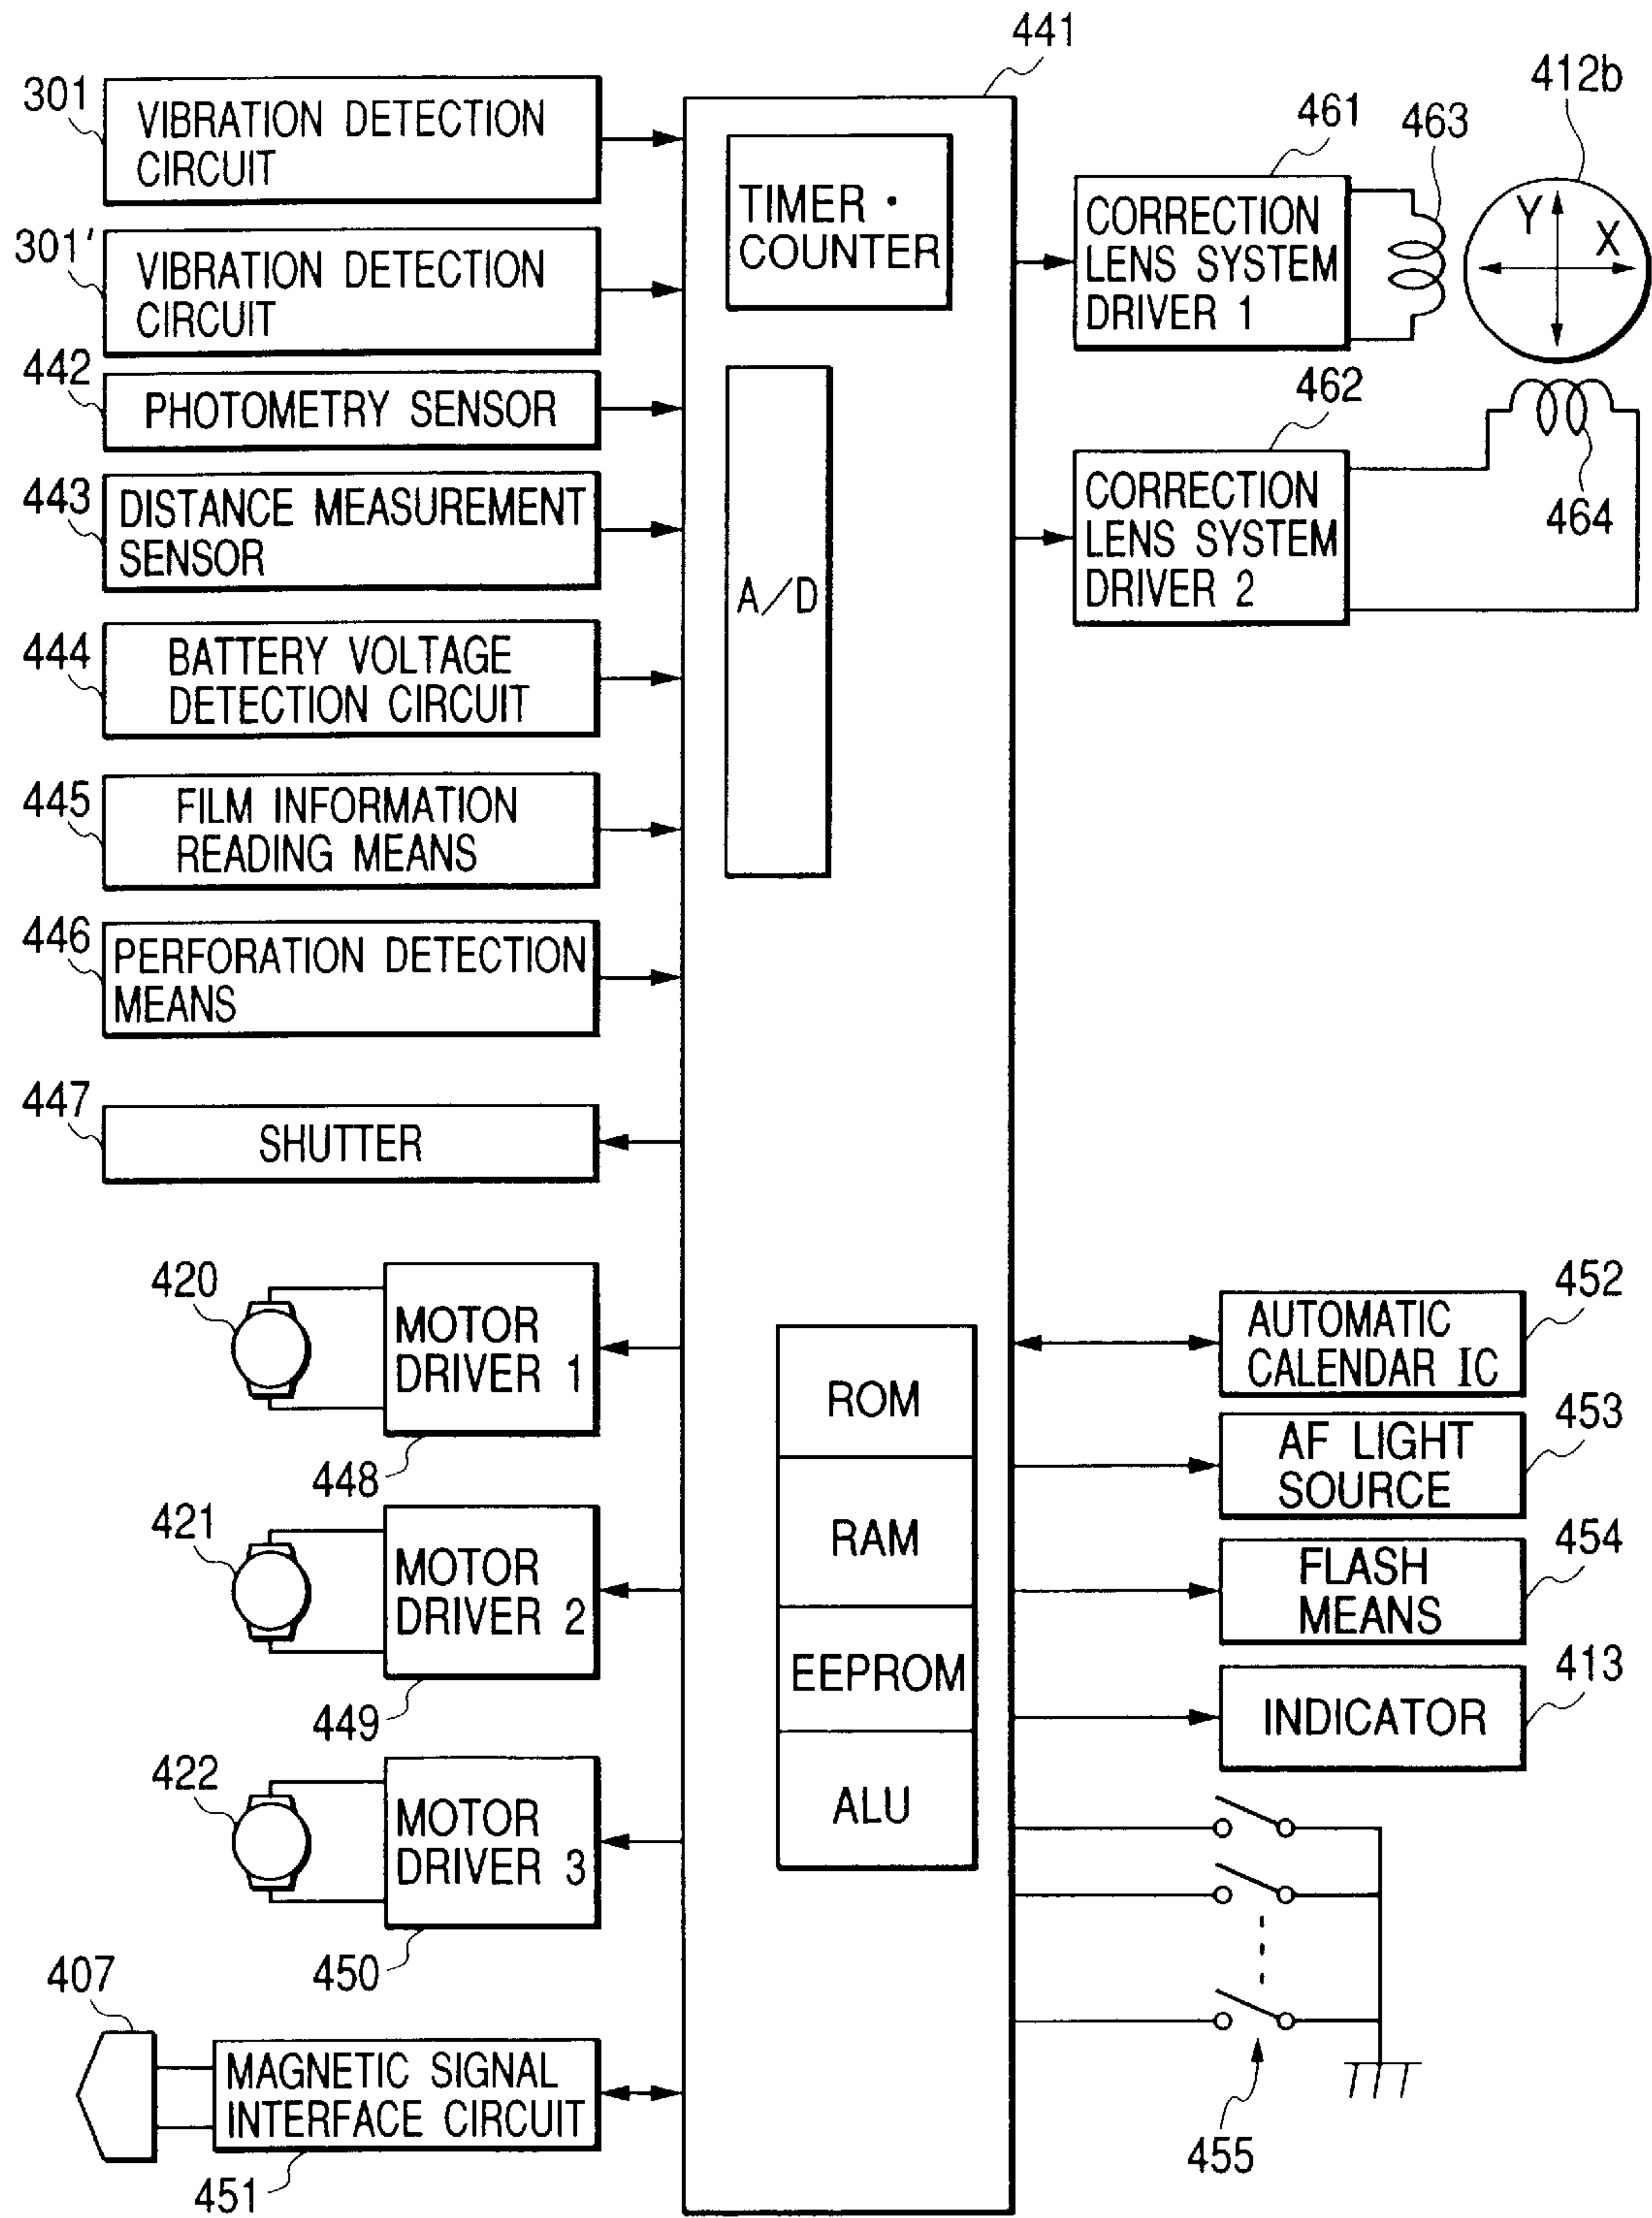 441
301
VIBRATION DETECTION
CIRCUIT
301'
VIBRATION DETECTION
CIRCUIT
442
PHOTOMETRY SENSOR
443
DISTANCE MEASUREMENT
SENSOR
444
BATTERY VOLTAGE
DETECTION CIRCUIT
445
FILM INFORMATION
READING MEANS
446
PERFORATION DETECTION
MEANS
447
SHUTTER
420
MOTOR
DRIVER 1
448
421
MOTOR
DRIVER 2
449
422
MOTOR
DRIVER 3
450
407
MAGNETIC SIGNAL
INTERFACE CIRCUIT
451
TIMER ·
COUNTER
A/D
ROM
RAM
EEPROM
ALU
461
463
412b
CORRECTION
LENS SYSTEM
DRIVER 1
Y
X
462
CORRECTION
LENS SYSTEM
DRIVER 2
464
452
AUTOMATIC
CALENDAR IC
453
AF LIGHT
SOURCE
454
FLASH
MEANS
413
INDICATOR
455